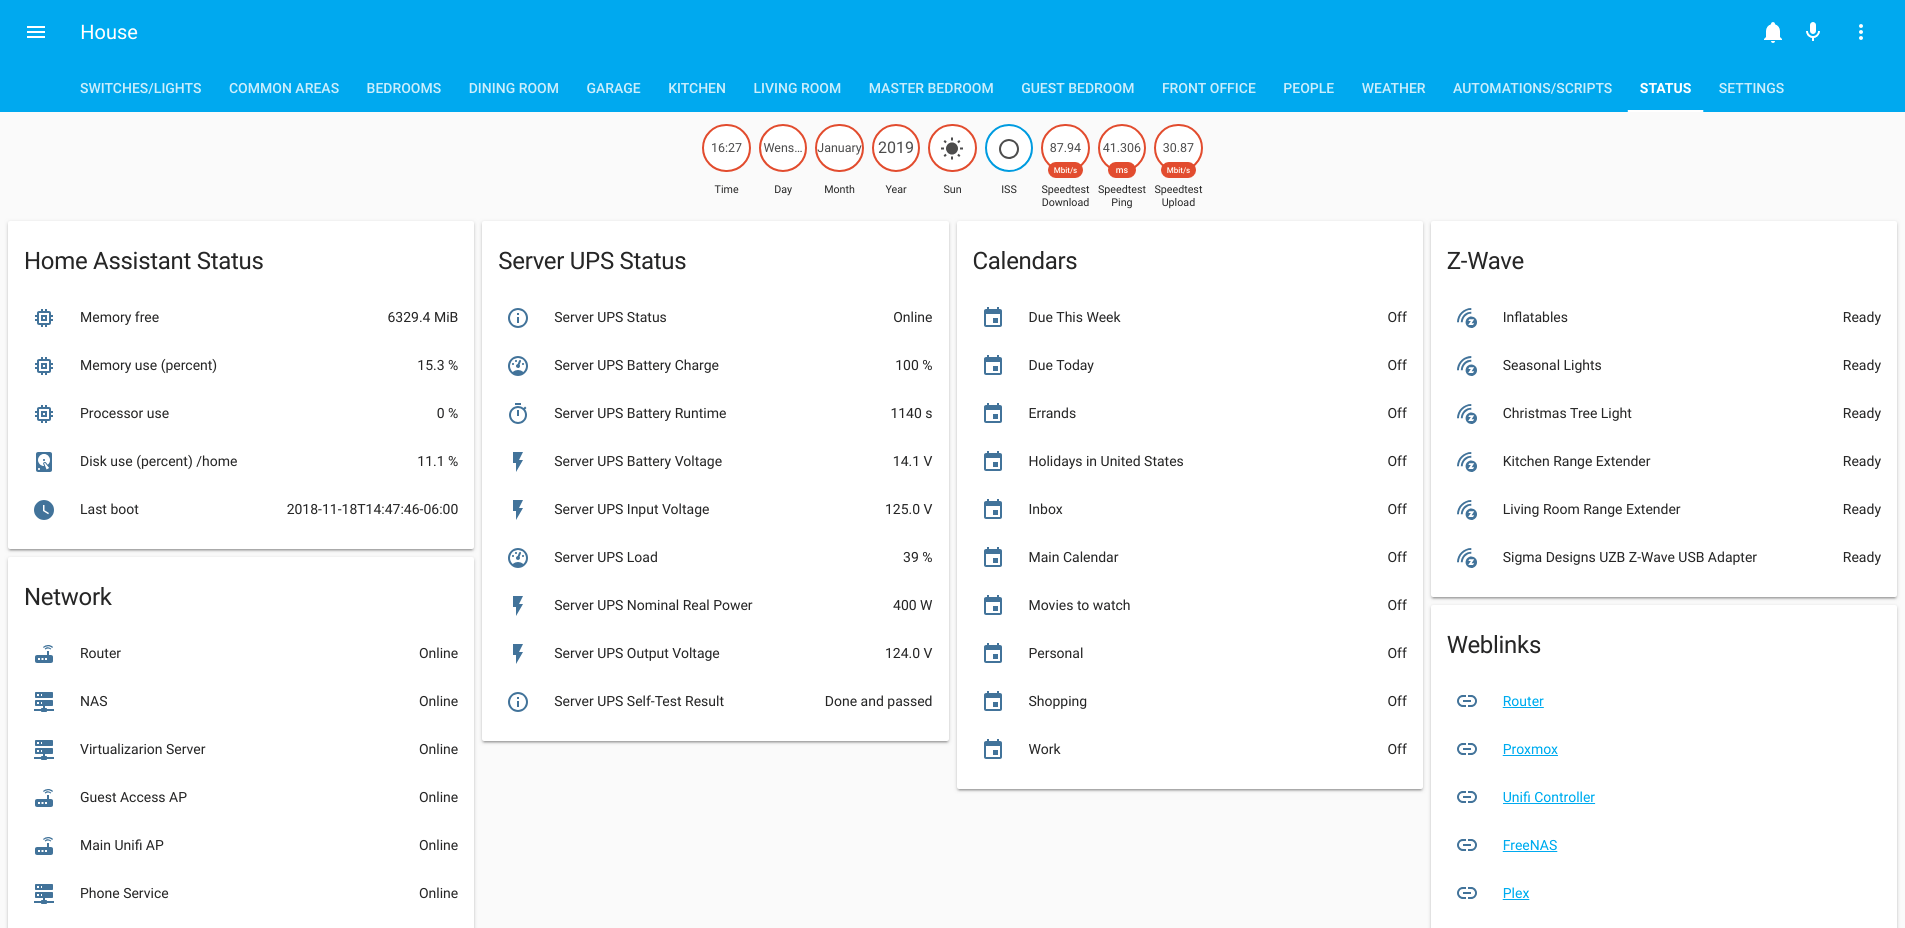 House
SWITCHES/LIGHTS COMMON AREAS BEDROOMS DINING ROOM GARAGE KITCHEN LIVING ROOM MASTER BEDROOM GUEST BEDROOM FRONT OFFICE PEOPLE WEATHER AUTOMATIONS/SCRIPTS STATUS SETTINGS
16:27
Time
Wens...
Day
January
Month
2019
Year
Sun
ISS
87.94
Mbit/s
Speedtest
Download
41.306
ms
Speedtest
Ping
30.87
Mbit/s
Speedtest
Upload
Home Assistant Status
Memory free 6329.4 MiB
Memory use (percent) 15.3 %
Processor use 0 %
Disk use (percent) /home 11.1 %
Last boot 2018-11-18T14:47:46-06:00
Network
Router Online
NAS Online
Virtualizarion Server Online
Guest Access AP Online
Main Unifi AP Online
Phone Service Online
Server UPS Status
Server UPS Status Online
Server UPS Battery Charge 100 %
Server UPS Battery Runtime 1140 s
Server UPS Battery Voltage 14.1 V
Server UPS Input Voltage 125.0 V
Server UPS Load 39 %
Server UPS Nominal Real Power 400 W
Server UPS Output Voltage 124.0 V
Server UPS Self-Test Result Done and passed
Calendars
Due This Week Off
Due Today Off
Errands Off
Holidays in United States Off
Inbox Off
Main Calendar Off
Movies to watch Off
Personal Off
Shopping Off
Work Off
Z-Wave
Inflatables Ready
Seasonal Lights Ready
Christmas Tree Light Ready
Kitchen Range Extender Ready
Living Room Range Extender Ready
Sigma Designs UZB Z-Wave USB Adapter Ready
Weblinks
Router
Proxmox
Unifi Controller
FreeNAS
Plex